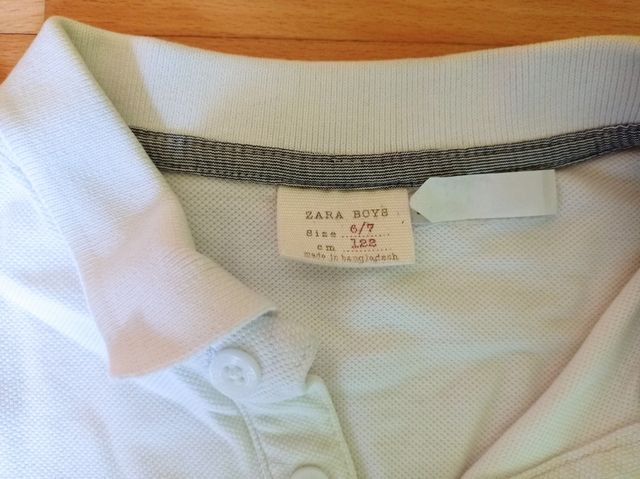 ZARA BOYS
Size 6/7
cm 122
made in bangladesh